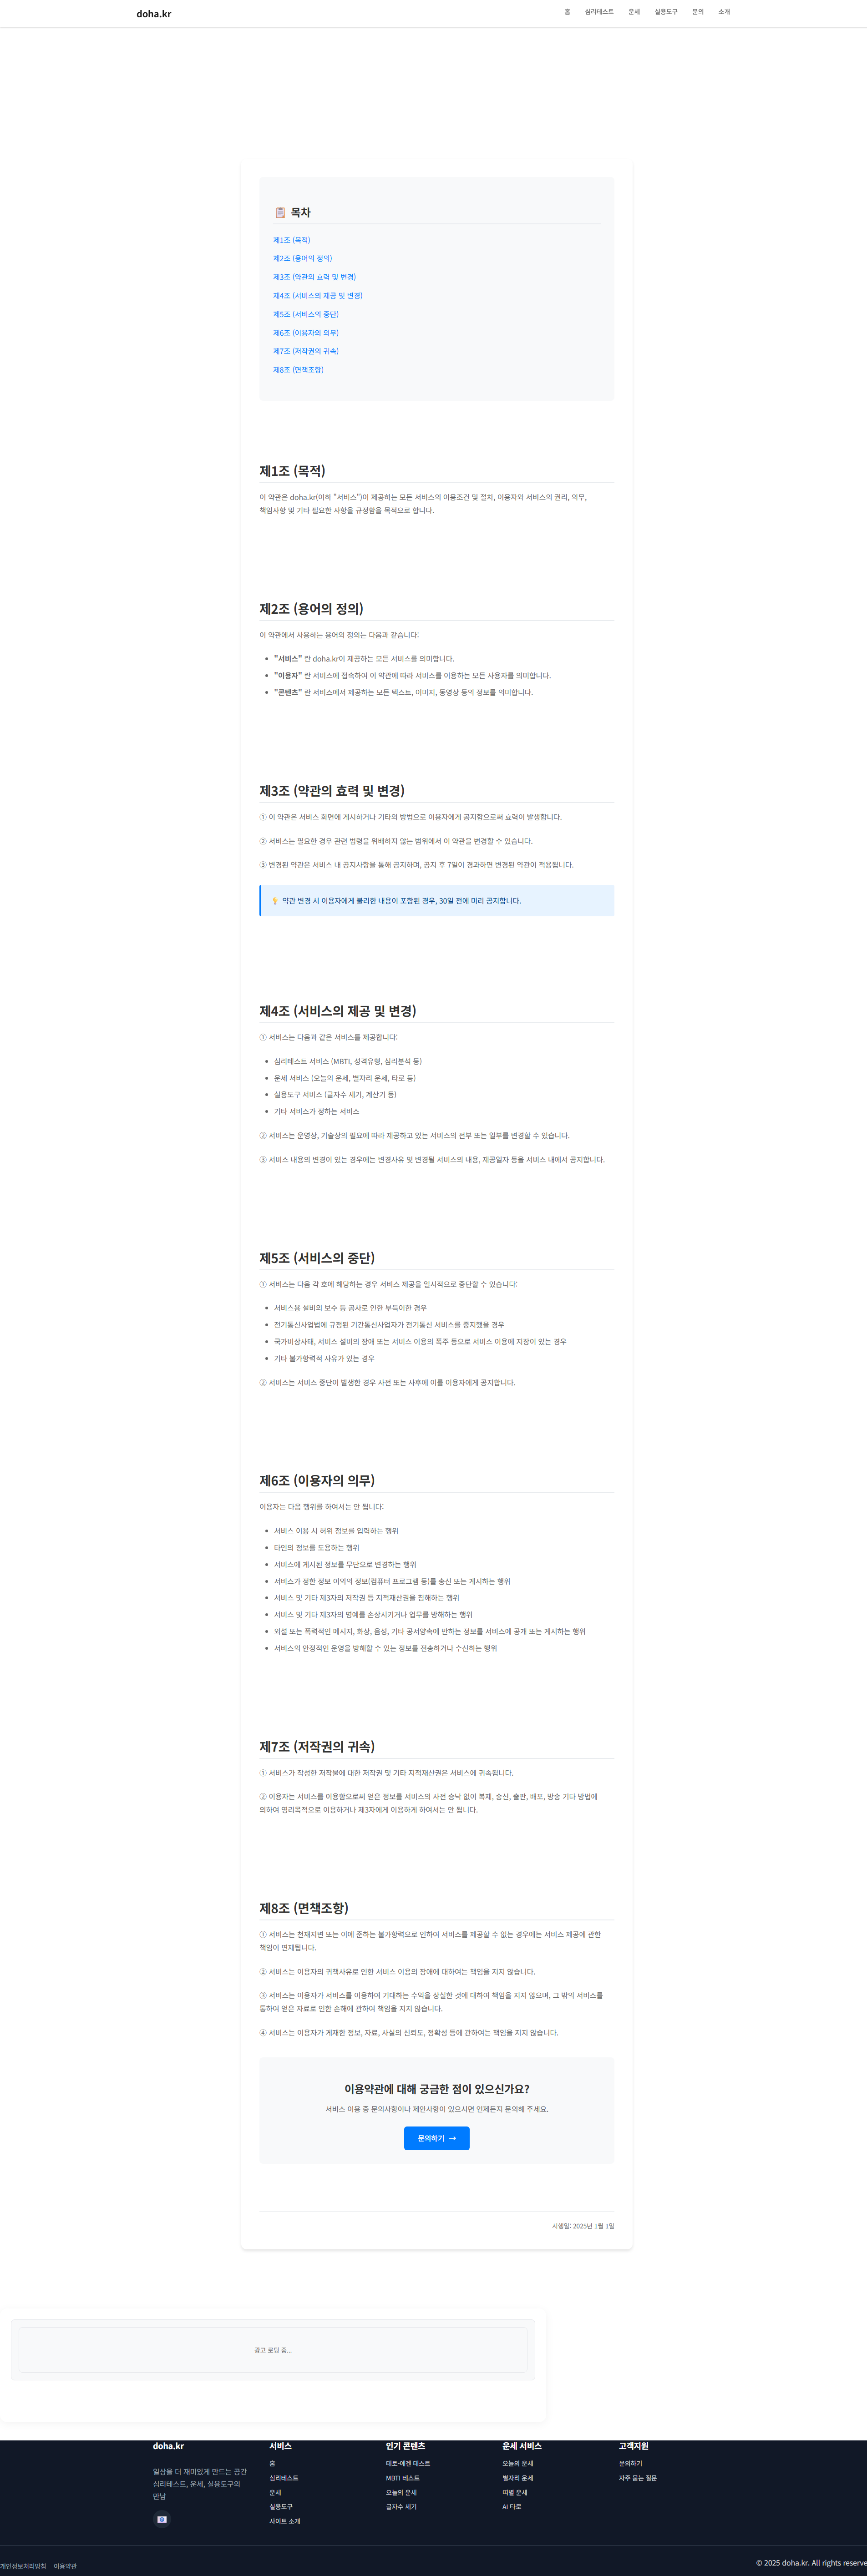 doha.kr
홈 심리테스트 운세 실용도구 문의 소개
📋 목차
제1조 (목적)
제2조 (용어의 정의)
제3조 (약관의 효력 및 변경)
제4조 (서비스의 제공 및 변경)
제5조 (서비스의 중단)
제6조 (이용자의 의무)
제7조 (저작권의 귀속)
제8조 (면책조항)
제1조 (목적)
이 약관은 doha.kr(이하 "서비스")이 제공하는 모든 서비스의 이용조건 및 절차, 이용자와 서비스의 권리, 의무,
책임사항 및 기타 필요한 사항을 규정함을 목적으로 합니다.
제2조 (용어의 정의)
이 약관에서 사용하는 용어의 정의는 다음과 같습니다:
• "서비스" 란 doha.kr이 제공하는 모든 서비스를 의미합니다.
• "이용자" 란 서비스에 접속하여 이 약관에 따라 서비스를 이용하는 모든 사용자를 의미합니다.
• "콘텐츠" 란 서비스에서 제공하는 모든 텍스트, 이미지, 동영상 등의 정보를 의미합니다.
제3조 (약관의 효력 및 변경)
① 이 약관은 서비스 화면에 게시하거나 기타의 방법으로 이용자에게 공지함으로써 효력이 발생합니다.
② 서비스는 필요한 경우 관련 법령을 위배하지 않는 범위에서 이 약관을 변경할 수 있습니다.
③ 변경된 약관은 서비스 내 공지사항을 통해 공지하며, 공지 후 7일이 경과하면 변경된 약관이 적용됩니다.
💡 약관 변경 시 이용자에게 불리한 내용이 포함된 경우, 30일 전에 미리 공지합니다.
제4조 (서비스의 제공 및 변경)
① 서비스는 다음과 같은 서비스를 제공합니다:
• 심리테스트 서비스 (MBTI, 성격유형, 심리분석 등)
• 운세 서비스 (오늘의 운세, 별자리 운세, 타로 등)
• 실용도구 서비스 (글자수 세기, 계산기 등)
• 기타 서비스가 정하는 서비스
② 서비스는 운영상, 기술상의 필요에 따라 제공하고 있는 서비스의 전부 또는 일부를 변경할 수 있습니다.
③ 서비스 내용의 변경이 있는 경우에는 변경사유 및 변경될 서비스의 내용, 제공일자 등을 서비스 내에서 공지합니다.
제5조 (서비스의 중단)
① 서비스는 다음 각 호에 해당하는 경우 서비스 제공을 일시적으로 중단할 수 있습니다:
• 서비스용 설비의 보수 등 공사로 인한 부득이한 경우
• 전기통신사업법에 규정된 기간통신사업자가 전기통신 서비스를 중지했을 경우
• 국가비상사태, 서비스 설비의 장애 또는 서비스 이용의 폭주 등으로 서비스 이용에 지장이 있는 경우
• 기타 불가항력적 사유가 있는 경우
② 서비스는 서비스 중단이 발생한 경우 사전 또는 사후에 이를 이용자에게 공지합니다.
제6조 (이용자의 의무)
이용자는 다음 행위를 하여서는 안 됩니다:
• 서비스 이용 시 허위 정보를 입력하는 행위
• 타인의 정보를 도용하는 행위
• 서비스에 게시된 정보를 무단으로 변경하는 행위
• 서비스가 정한 정보 이외의 정보(컴퓨터 프로그램 등)를 송신 또는 게시하는 행위
• 서비스 및 기타 제3자의 저작권 등 지적재산권을 침해하는 행위
• 서비스 및 기타 제3자의 명예를 손상시키거나 업무를 방해하는 행위
• 외설 또는 폭력적인 메시지, 화상, 음성, 기타 공서양속에 반하는 정보를 서비스에 공개 또는 게시하는 행위
• 서비스의 안정적인 운영을 방해할 수 있는 정보를 전송하거나 수신하는 행위
제7조 (저작권의 귀속)
① 서비스가 작성한 저작물에 대한 저작권 및 기타 지적재산권은 서비스에 귀속됩니다.
② 이용자는 서비스를 이용함으로써 얻은 정보를 서비스의 사전 승낙 없이 복제, 송신, 출판, 배포, 방송 기타 방법에
의하여 영리목적으로 이용하거나 제3자에게 이용하게 하여서는 안 됩니다.
제8조 (면책조항)
① 서비스는 천재지변 또는 이에 준하는 불가항력으로 인하여 서비스를 제공할 수 없는 경우에는 서비스 제공에 관한
책임이 면제됩니다.
② 서비스는 이용자의 귀책사유로 인한 서비스 이용의 장애에 대하여는 책임을 지지 않습니다.
③ 서비스는 이용자가 서비스를 이용하여 기대하는 수익을 상실한 것에 대하여 책임을 지지 않으며, 그 밖의 서비스를
통하여 얻은 자료로 인한 손해에 관하여 책임을 지지 않습니다.
④ 서비스는 이용자가 게재한 정보, 자료, 사실의 신뢰도, 정확성 등에 관하여는 책임을 지지 않습니다.
이용약관에 대해 궁금한 점이 있으신가요?
서비스 이용 중 문의사항이나 제안사항이 있으시면 언제든지 문의해 주세요.
문의하기 →
시행일: 2025년 1월 1일
광고 로딩 중...
doha.kr 서비스 인기 콘텐츠 운세 서비스 고객지원
홈 테토-에겐 테스트 오늘의 운세 문의하기
일상을 더 재미있게 만드는 공간 심리테스트 MBTI 테스트 별자리 운세 자주 묻는 질문
심리테스트, 운세, 실용도구의 운세 오늘의 운세 띠별 운세
만남 실용도구 글자수 세기 AI 타로
사이트 소개
개인정보처리방침 이용약관 © 2025 doha.kr. All rights reserve